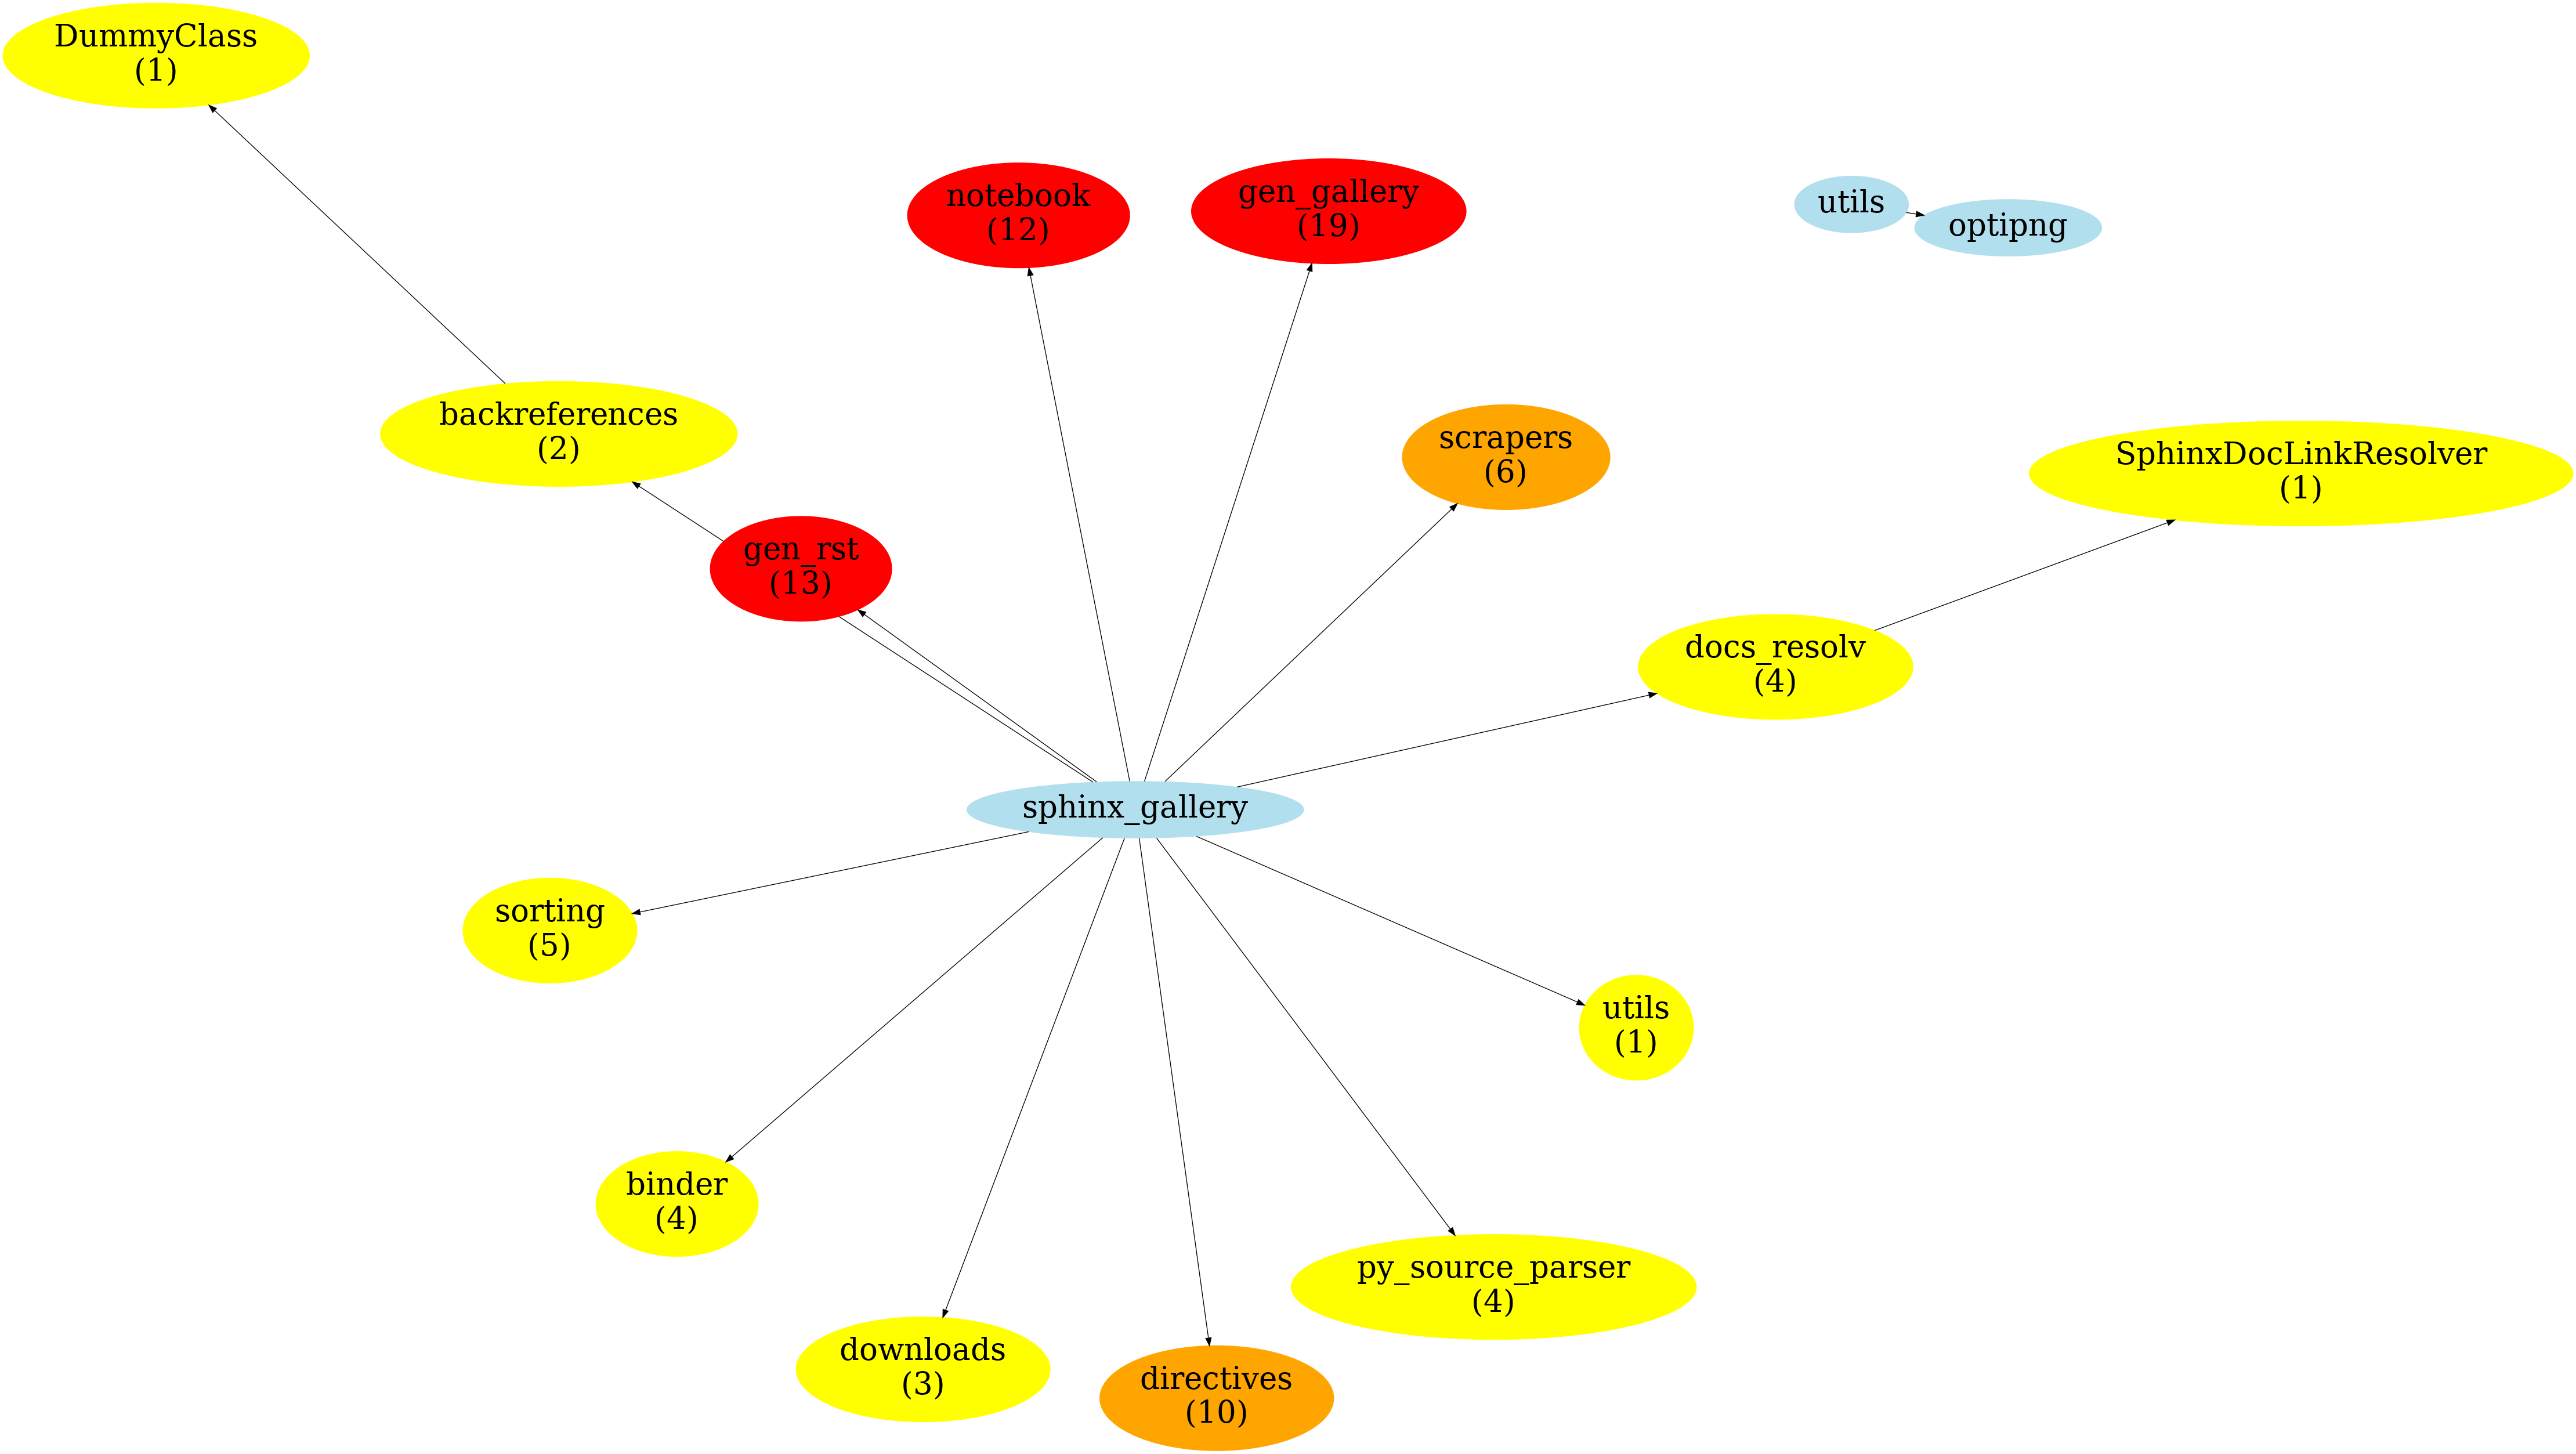 DummyClass
(1)
notebook
(12)
gen_gallery
(19)
utils
optipng
backreferences
(2)
scrapers
(6)
SphinxDocLinkResolver
(1)
gen_rst
(13)
docs_resolv
(4)
sphinx_gallery
sorting
(5)
utils
(1)
binder
(4)
py_source_parser
(4)
downloads
(3)
directives
(10)